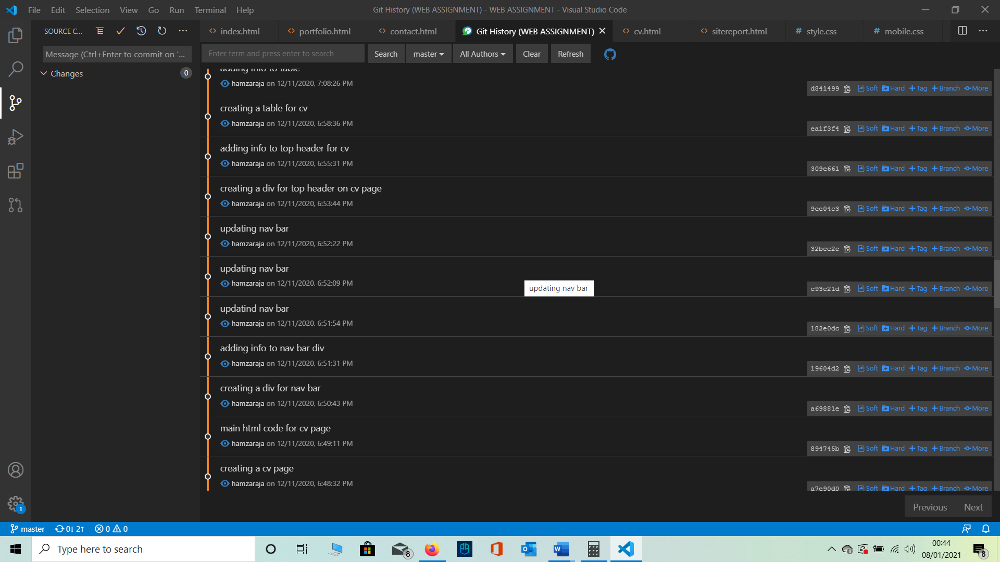 File Edit Selection View Go Run Terminal Help
Git History (WEB ASSIGNMENT) - WEB ASSIGNMENT - Visual Studio Code
SOURCE C...
index.html portfolio.html contact.html Git History (WEB ASSIGNMENT) cv.html sitereport.html style.css mobile.css
Message (Ctrl+Enter to commit on '...
Enter term and press enter to search Search master All Authors Clear Refresh
Changes 0
adding info to table
hamzaraja on 12/11/2020, 7:08:26 PM
d841499 Soft Hard Tag Branch More
creating a table for cv
hamzaraja on 12/11/2020, 6:58:36 PM
ea1f3f4 Soft Hard Tag Branch More
adding info to top header for cv
hamzaraja on 12/11/2020, 6:55:31 PM
309e661 Soft Hard Tag Branch More
creating a div for top header on cv page
hamzaraja on 12/11/2020, 6:53:44 PM
9ee04c3 Soft Hard Tag Branch More
updating nav bar
hamzaraja on 12/11/2020, 6:52:22 PM
32bce2c Soft Hard Tag Branch More
updating nav bar
hamzaraja on 12/11/2020, 6:52:09 PM
updating nav bar
c93c21d Soft Hard Tag Branch More
updatind nav bar
hamzaraja on 12/11/2020, 6:51:54 PM
182e0dc Soft Hard Tag Branch More
adding info to nav bar div
hamzaraja on 12/11/2020, 6:51:31 PM
19604d2 Soft Hard Tag Branch More
creating a div for nav bar
hamzaraja on 12/11/2020, 6:50:43 PM
a69881e Soft Hard Tag Branch More
main html code for cv page
hamzaraja on 12/11/2020, 6:49:11 PM
894745b Soft Hard Tag Branch More
creating a cv page
hamzaraja on 12/11/2020, 6:48:32 PM
a7e90d0 Soft Hard Tag Branch More
Previous Next
1
master 0↓ 2↑ 0 0
Type here to search
8
00:44
08/01/2021
8